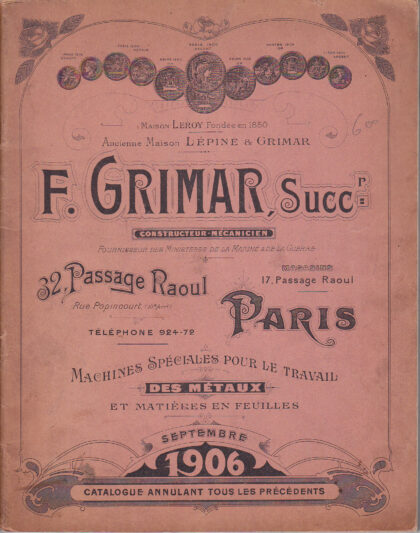 Maison LEROY Fondée en 1850
Ancienne Maison LÉPINE & GRIMAR
F. GRIMAR, Succr
CONSTRUCTEUR-MÉCANICIEN
Fournisseur des Ministères de la Marine & de la Guerre
32, Passage Raoul
Rue Popincourt
TÉLÉPHONE 924-72
MAGASINS
17, Passage Raoul
PARIS
Machines Spéciales pour le Travail
DES MÉTAUX
ET MATIÈRES EN FEUILLES
SEPTEMBRE
1906
CATALOGUE ANNULANT TOUS LES PRÉCÉDENTS